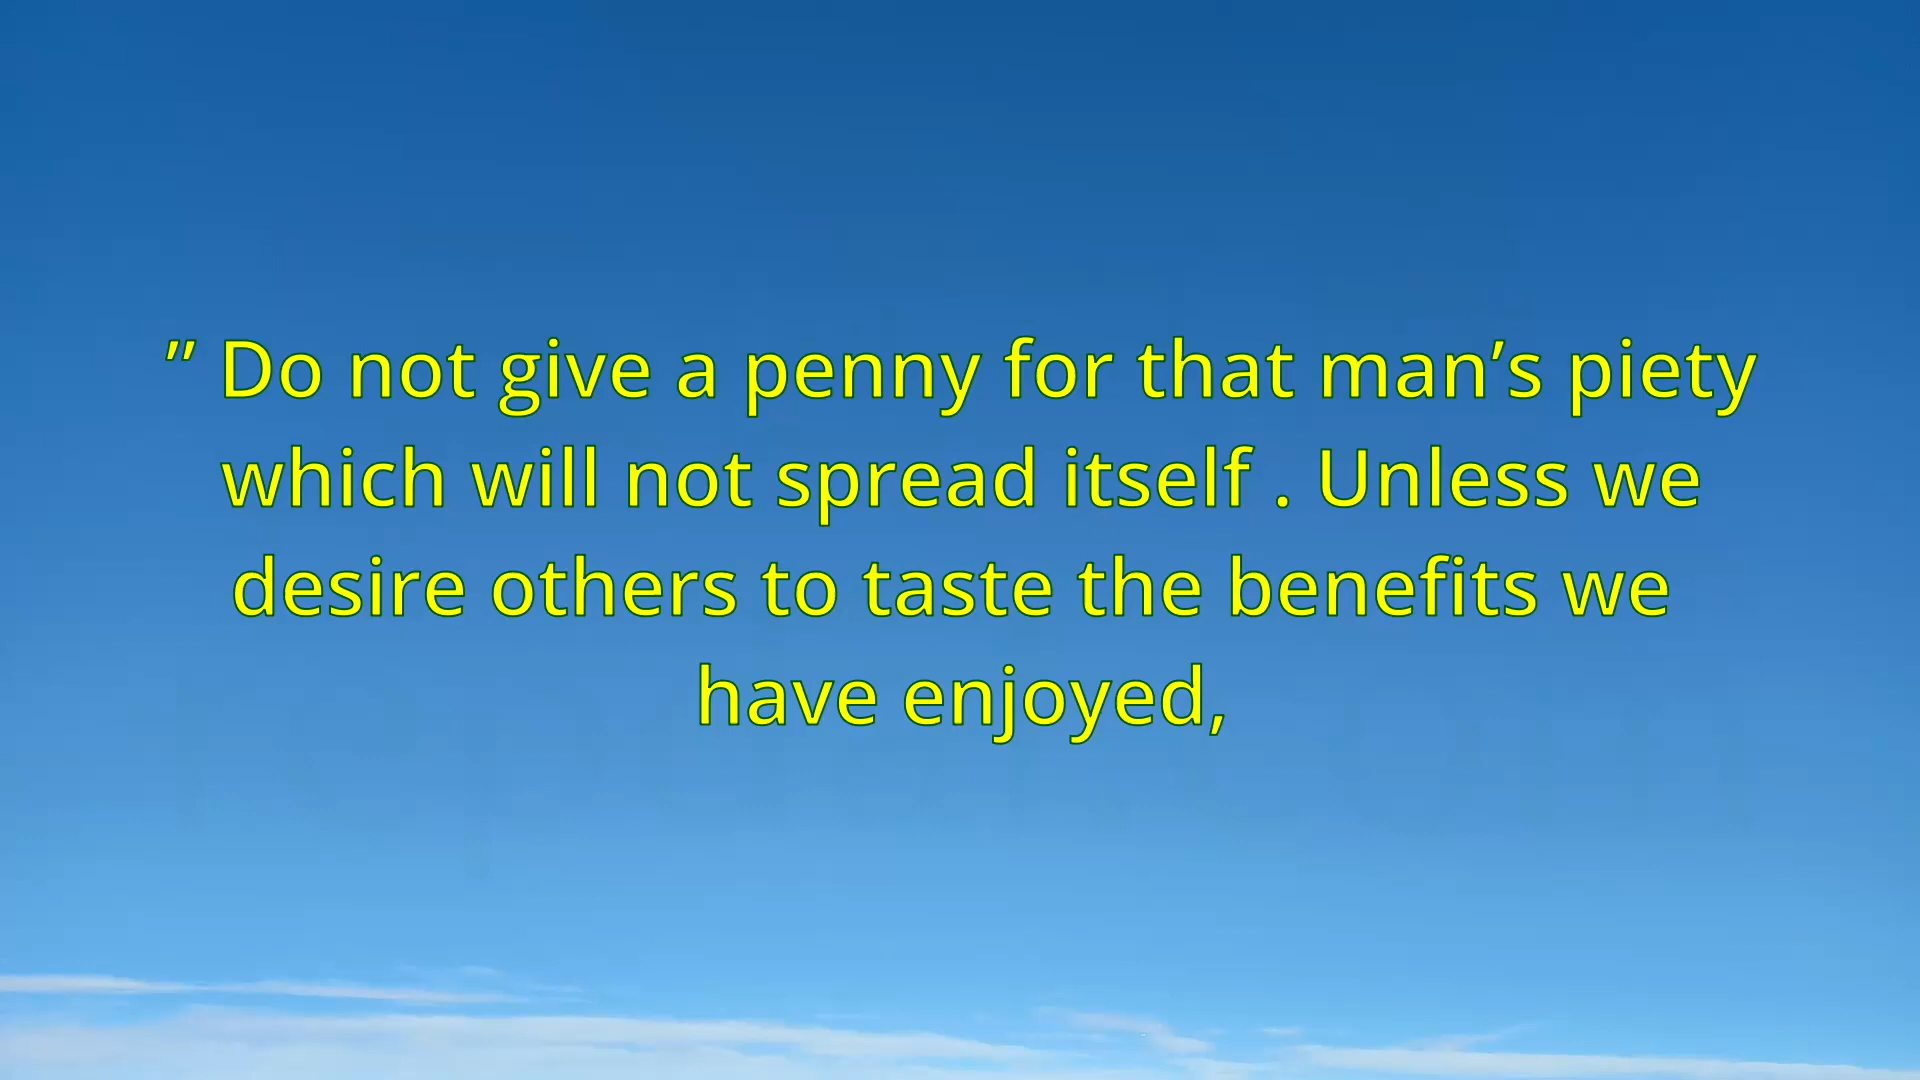 ” Do not give a penny for that man’s piety
which will not spread itself . Unless we
desire others to taste the benefits we
have enjoyed,